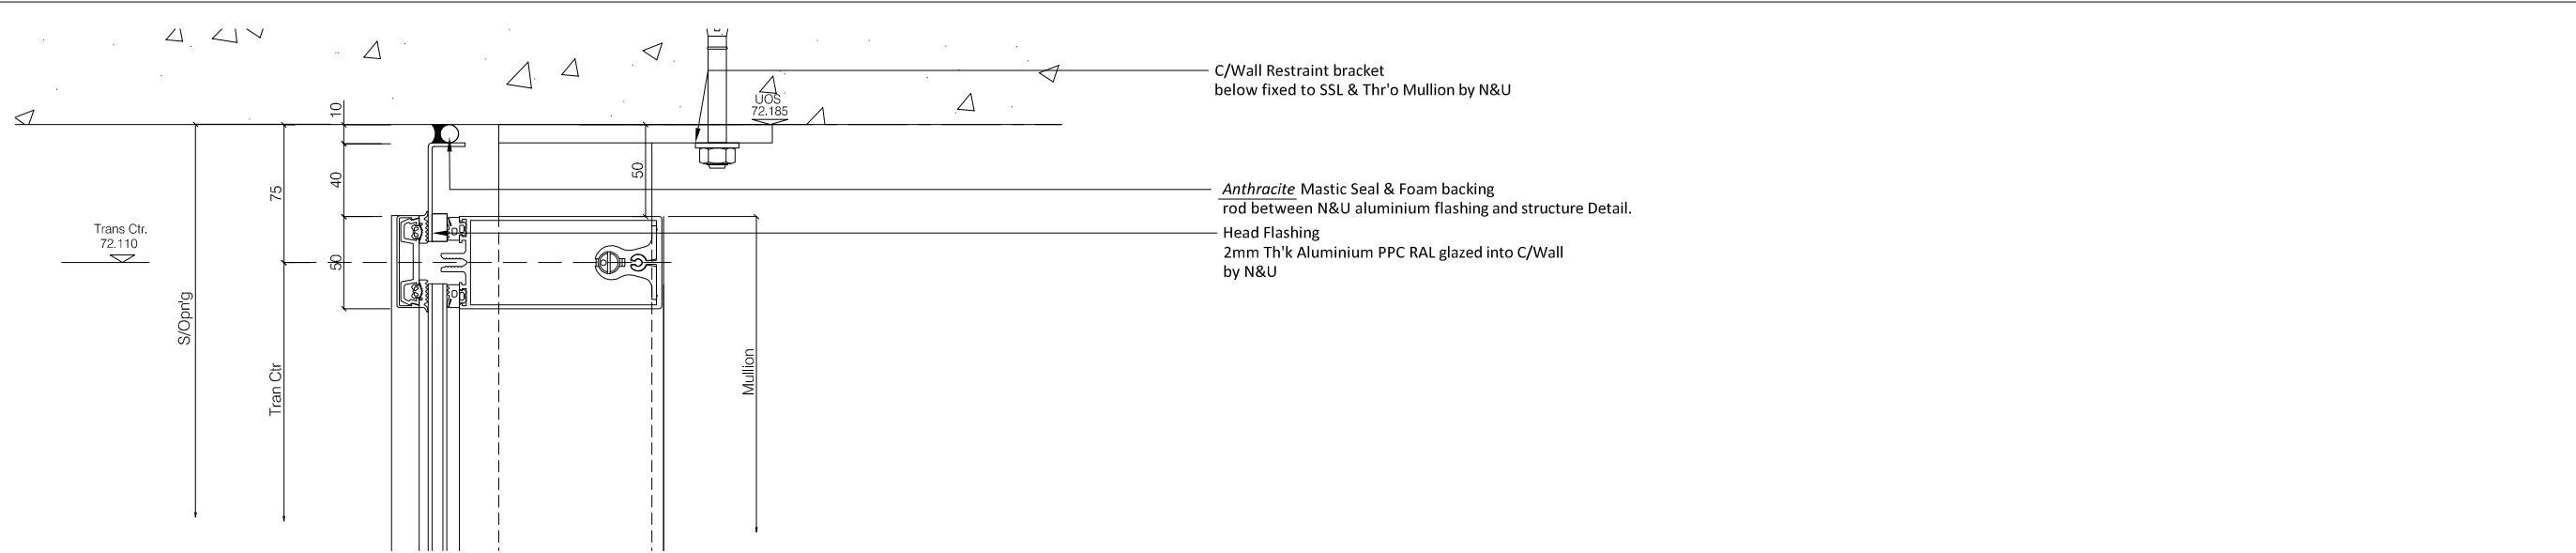 C/Wall Restraint bracket
below fixed to SSL & Thr'o Mullion by N&U
10
UOS
72.185
40
50
75
Anthracite Mastic Seal & Foam backing
rod between N&U aluminium flashing and structure Detail.
Trans Ctr.
72.110
Head Flashing
2mm Th'k Aluminium PPC RAL glazed into C/Wall
by N&U
50
S/Opn'g
Tran Ctr
Mullion